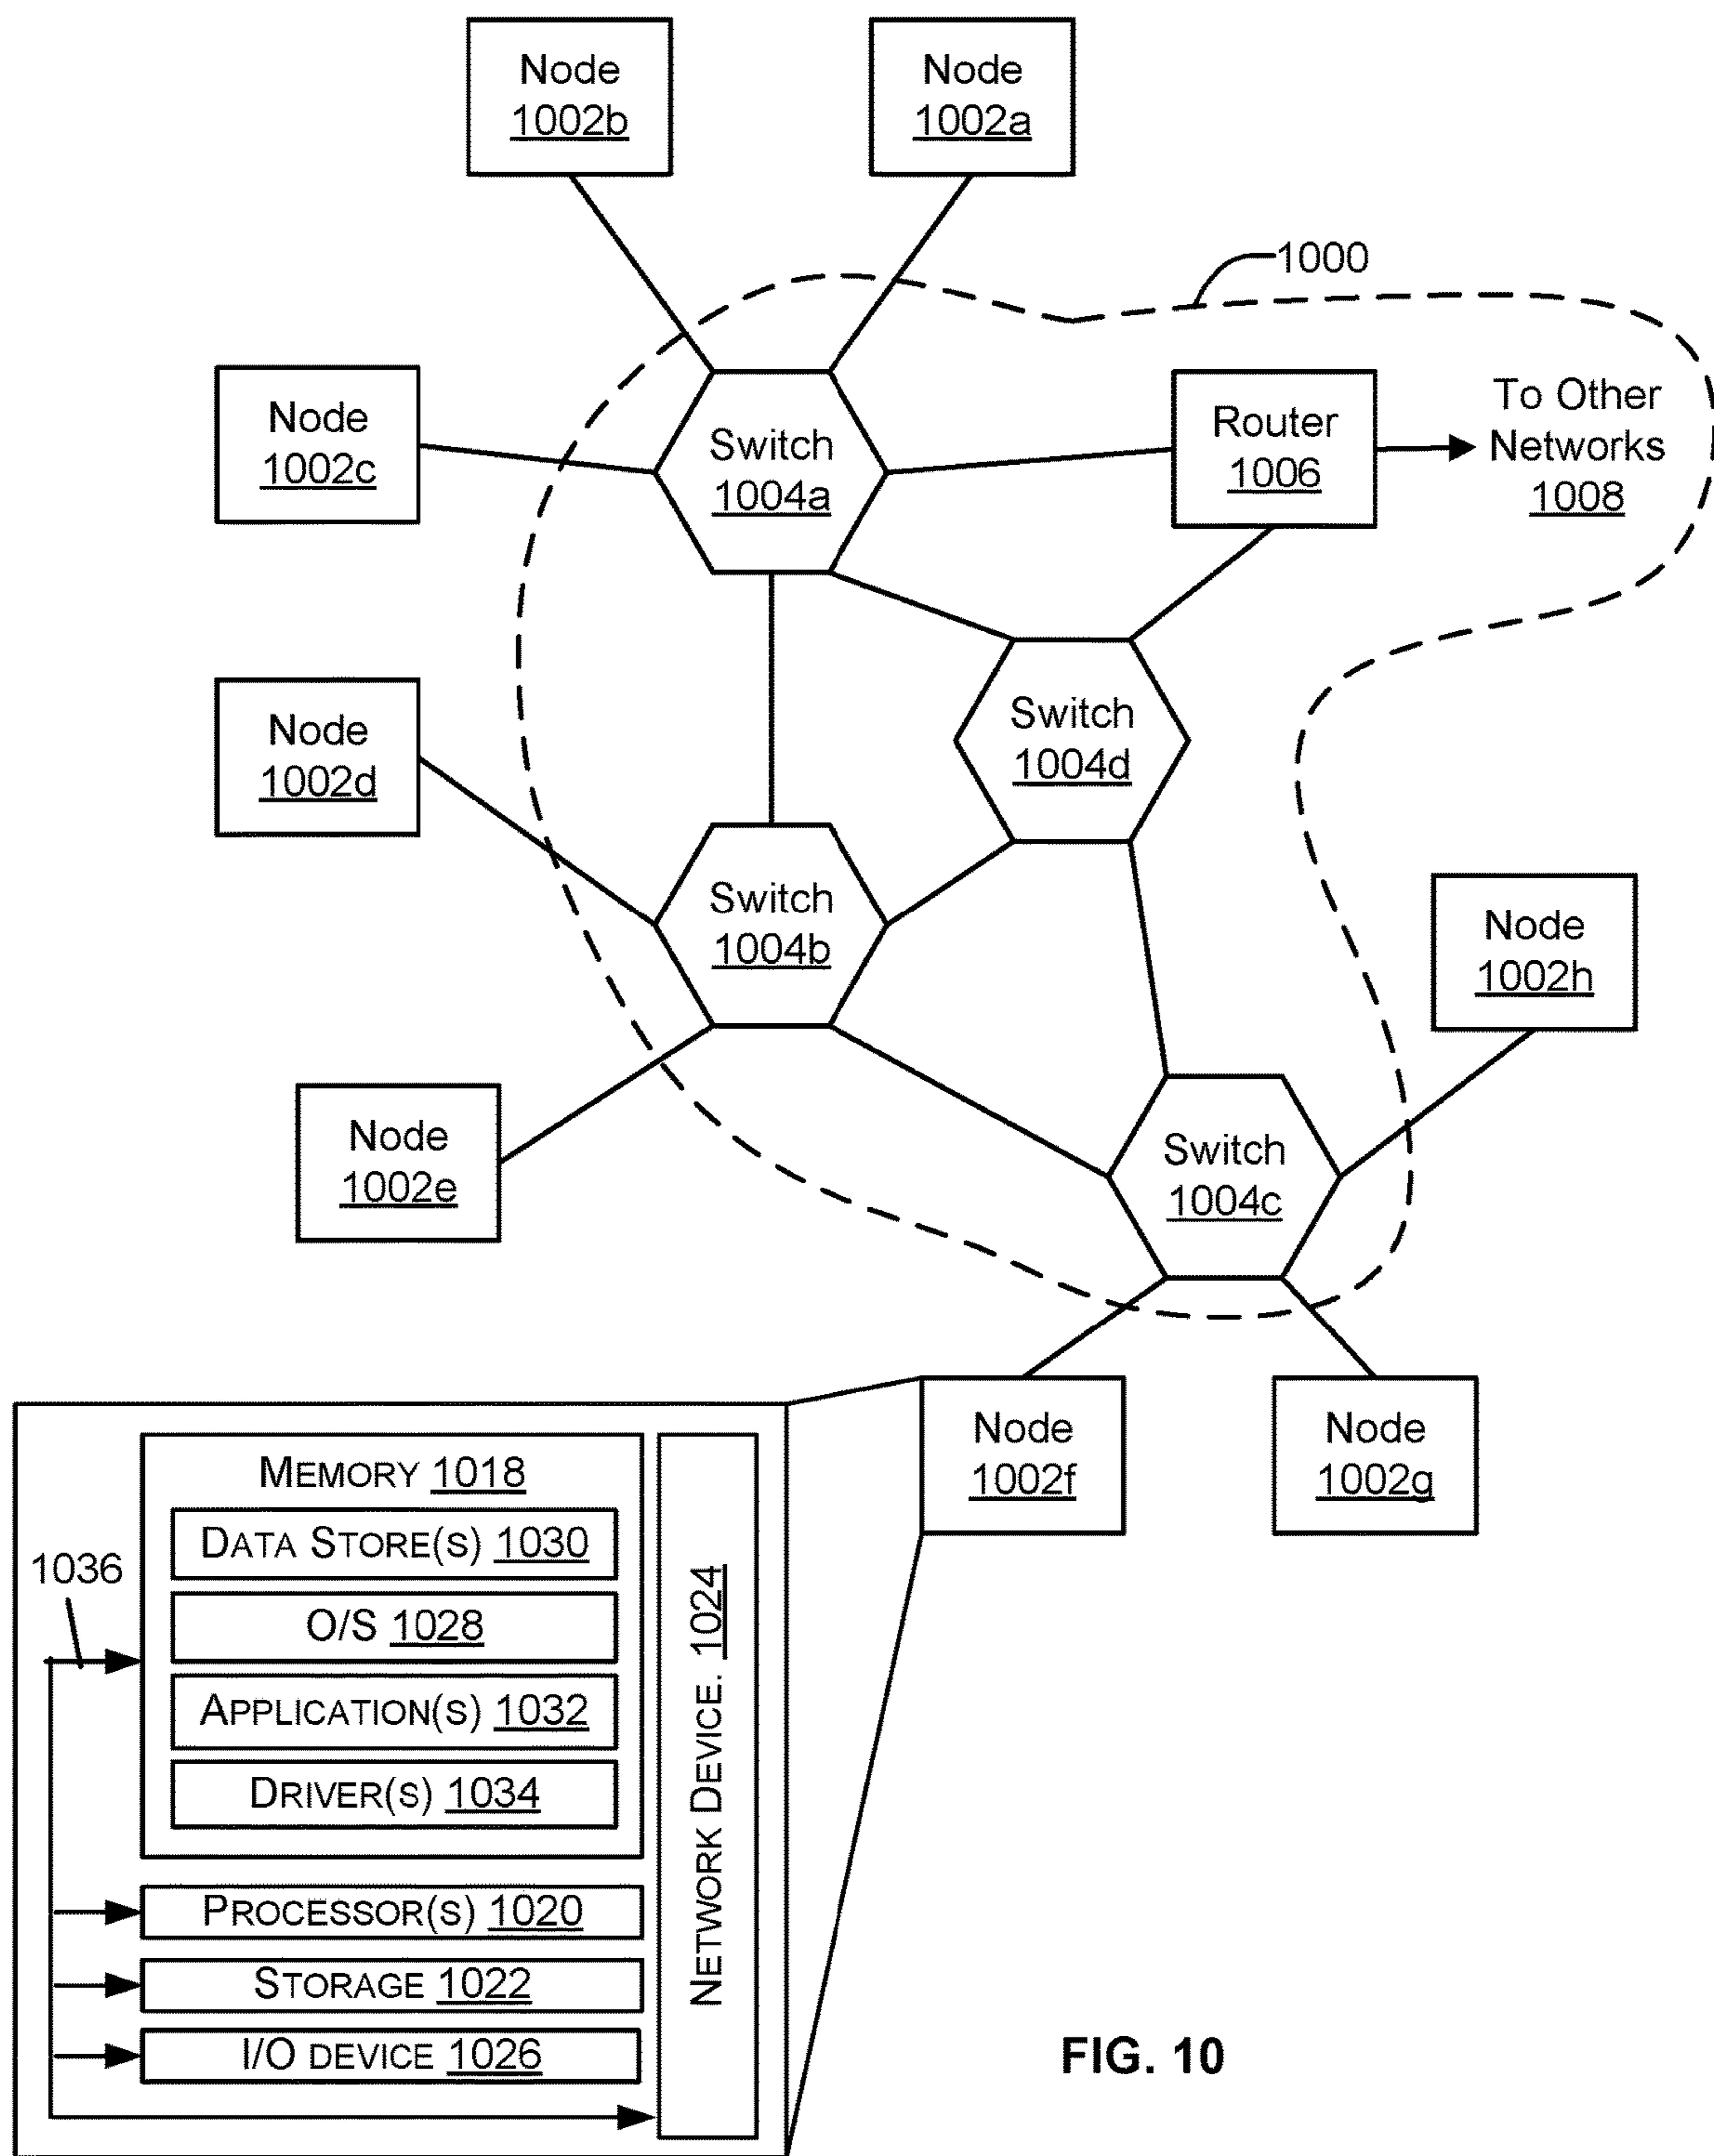 Node
1002b
Node
1002a
1000
Node
1002c
Switch
1004a
Router
1006
To Other
Networks
1008
Node
1002d
Switch
1004d
Switch
1004b
Node
1002h
Node
1002e
Switch
1004c
Node
1002f
Node
1002g
MEMORY 1018
DATA STORE(S) 1030
1036
O/S 1028
APPLICATION(S) 1032
DRIVER(S) 1034
NETWORK DEVICE. 1024
PROCESSOR(S) 1020
STORAGE 1022
I/O DEVICE 1026
FIG. 10